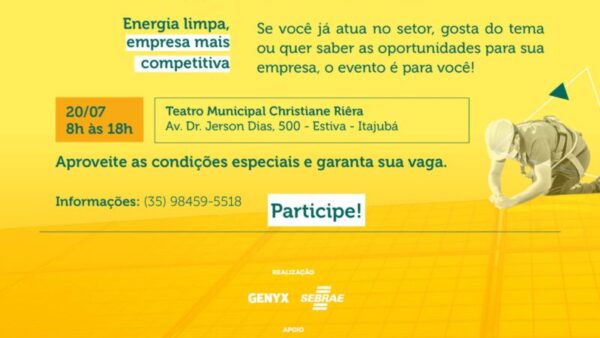 Energia limpa,
empresa mais
competitiva
Se você já atua no setor, gosta do tema
ou quer saber as oportunidades para sua
empresa, o evento é para você!
20/07
8h às 18h
Teatro Municipal Christiane Riêra
Av. Dr. Jerson Dias, 500 - Estiva - Itajubá
Aproveite as condições especiais e garanta sua vaga.
Informações: (35) 98459-5518
Participe!
REALIZAÇÃO
GENYX
SEBRAE
APOIO